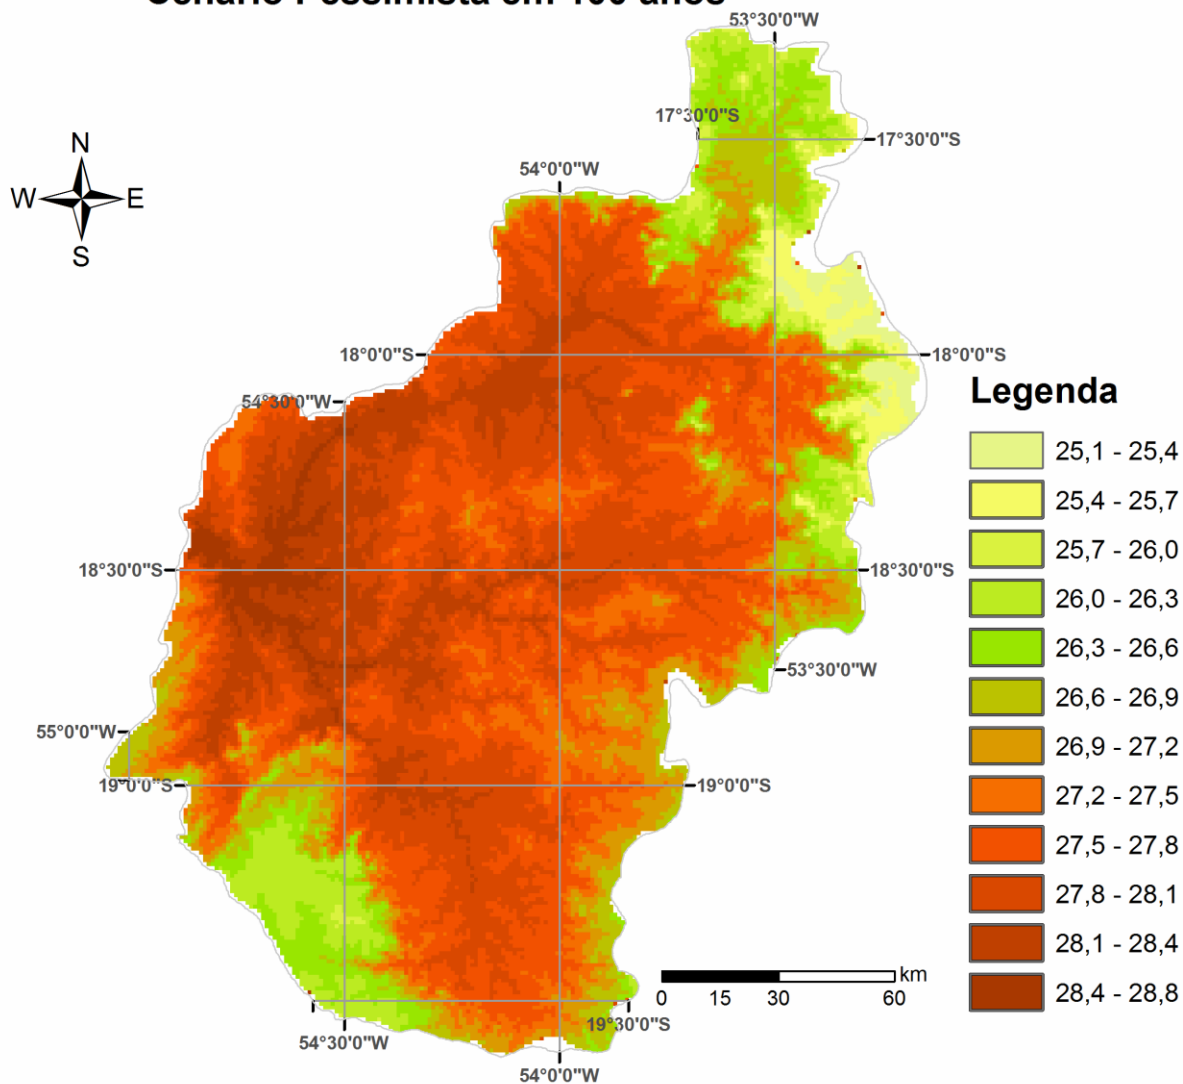 Cenário Pessimista em 100 anos
53°30'0"W
17°30'0"S
17°30'0"S
N
W E
S
54°0'0"W
18°0'0"S
18°0'0"S
54°30'0"W
Legenda
25,1 - 25,4
25,4 - 25,7
25,7 - 26,0
26,0 - 26,3
26,3 - 26,6
26,6 - 26,9
26,9 - 27,2
27,2 - 27,5
27,5 - 27,8
27,8 - 28,1
28,1 - 28,4
28,4 - 28,8
18°30'0"S
18°30'0"S
53°30'0"W
55°0'0"W
19°0'0"S
19°0'0"S
km
0 15 30 60
19°30'0"S
54°30'0"W
54°0'0"W